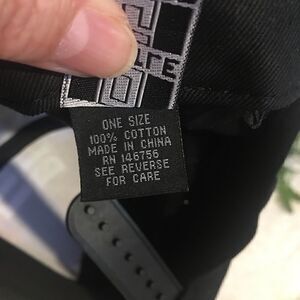 ONE SIZE
100% COTTON
MADE IN CHINA
RN 146756
SEE REVERSE
FOR CARE